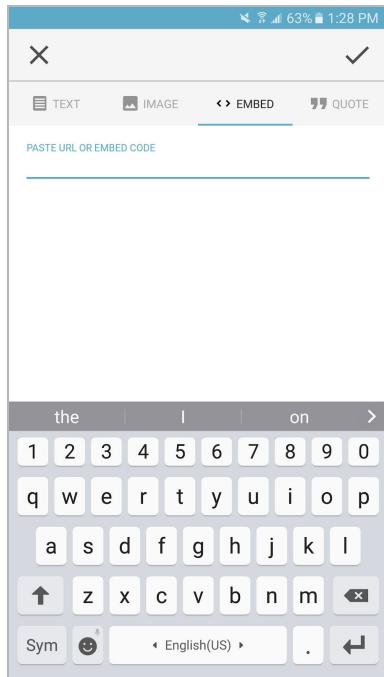 63% 1:28 PM
TEXT IMAGE <> EMBED QUOTE
PASTE URL OR EMBED CODE
the I on >
1 2 3 4 5 6 7 8 9 0
q w e r t y u i o p
a s d f g h j k l
z x c v b n m
Sym English(US) .